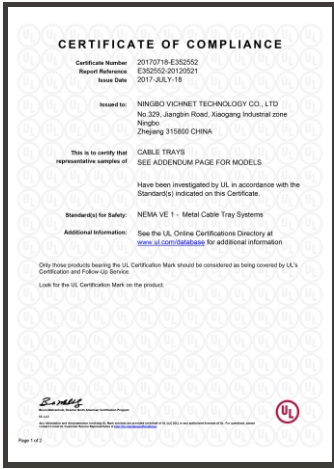 CERTIFICATE OF COMPLIANCE
Certificate Number 20170718-E352552
Report Reference E352552-20120521
Issue Date 2017-JULY-18
Issued to: NINGBO VICHNET TECHNOLOGY CO., LTD
No.329, Jiangbin Road, Xiaogang Industrial zone
Ningbo
Zhejiang 315800 CHINA
This is to certify that CABLE TRAYS
representative samples of SEE ADDENDUM PAGE FOR MODELS
Have been investigated by UL in accordance with the
Standard(s) indicated on this Certificate.
Standard(s) for Safety: NEMA VE 1 - Metal Cable Tray Systems
Additional Information: See the UL Online Certifications Directory at
www.ul.com/database for additional information
Only those products bearing the UL Certification Mark should be considered as being covered by UL's
Certification and Follow-Up Service.
Look for the UL Certification Mark on the product.
UL
Page 1 of 2